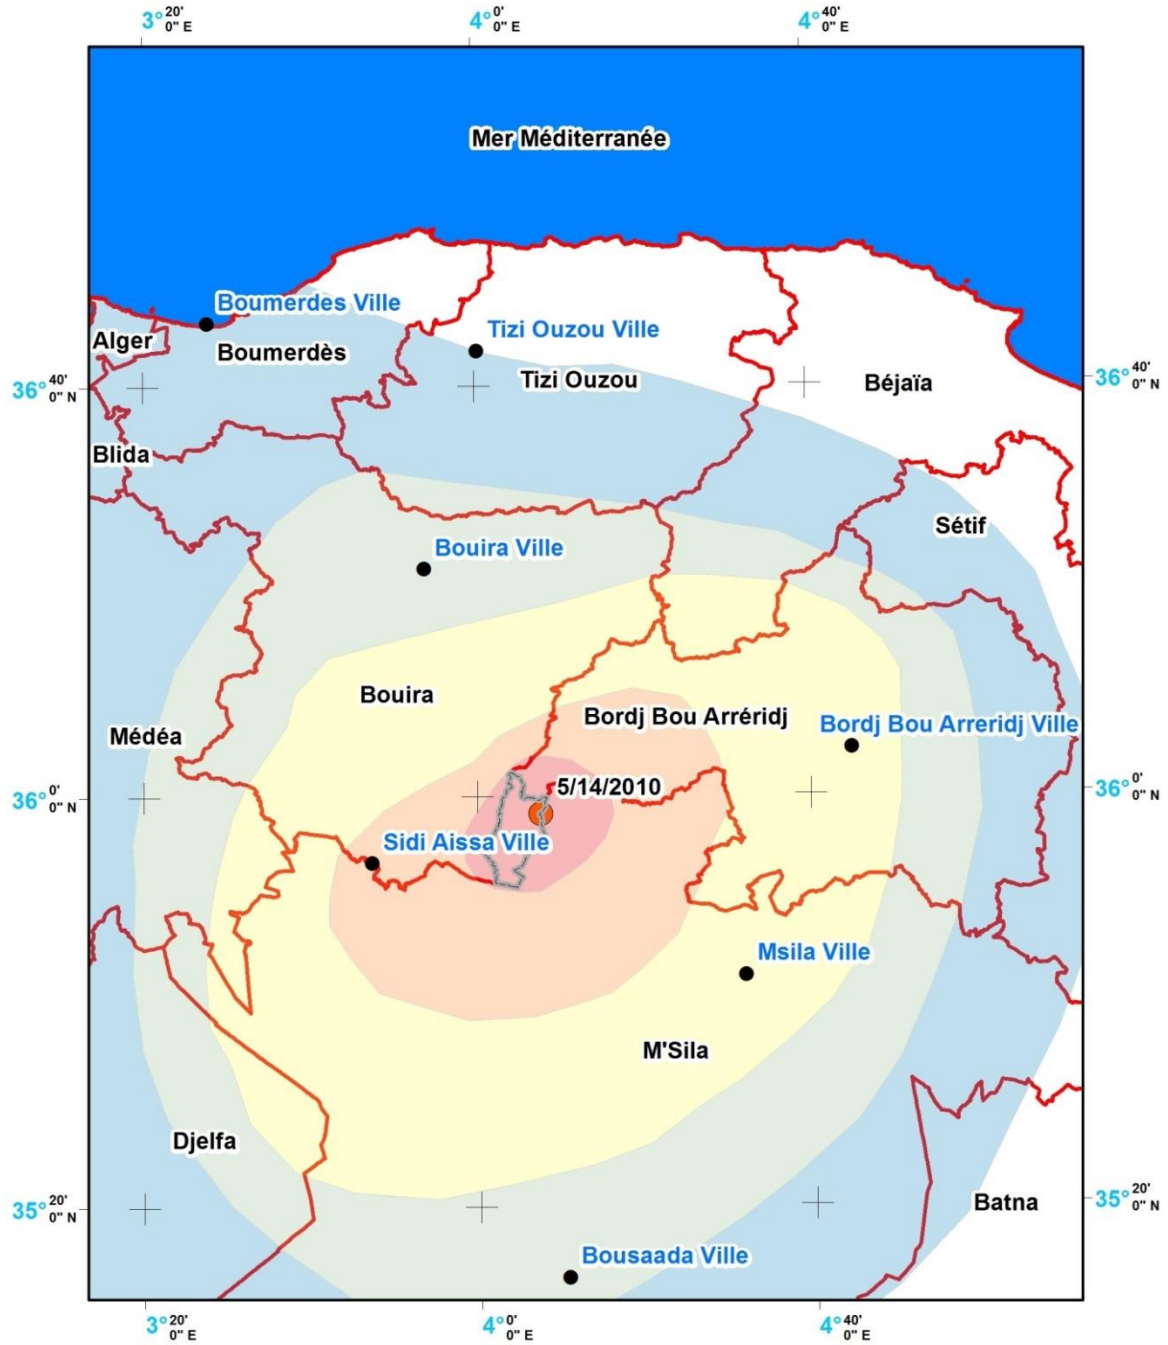 3° 20' 0" E
4° 0' 0" E
4° 40' 0" E
Mer Méditerranée
Boumerdes Ville
Tizi Ouzou Ville
Alger
Boumerdès
Tizi Ouzou
Béjaïa
36° 40' 0" N
36° 40' 0" N
Blida
Sétif
Bouira Ville
Bouira
Bordj Bou Arréridj
Bordj Bou Arreridj Ville
Médéa
36° 0' 0" N
5/14/2010
36° 0' 0" N
Sidi Aissa Ville
Msila Ville
M'Sila
Djelfa
35° 20' 0" N
Batna
35° 20' 0" N
Bousaada Ville
3° 20' 0" E
4° 0' 0" E
4° 40' 0" E